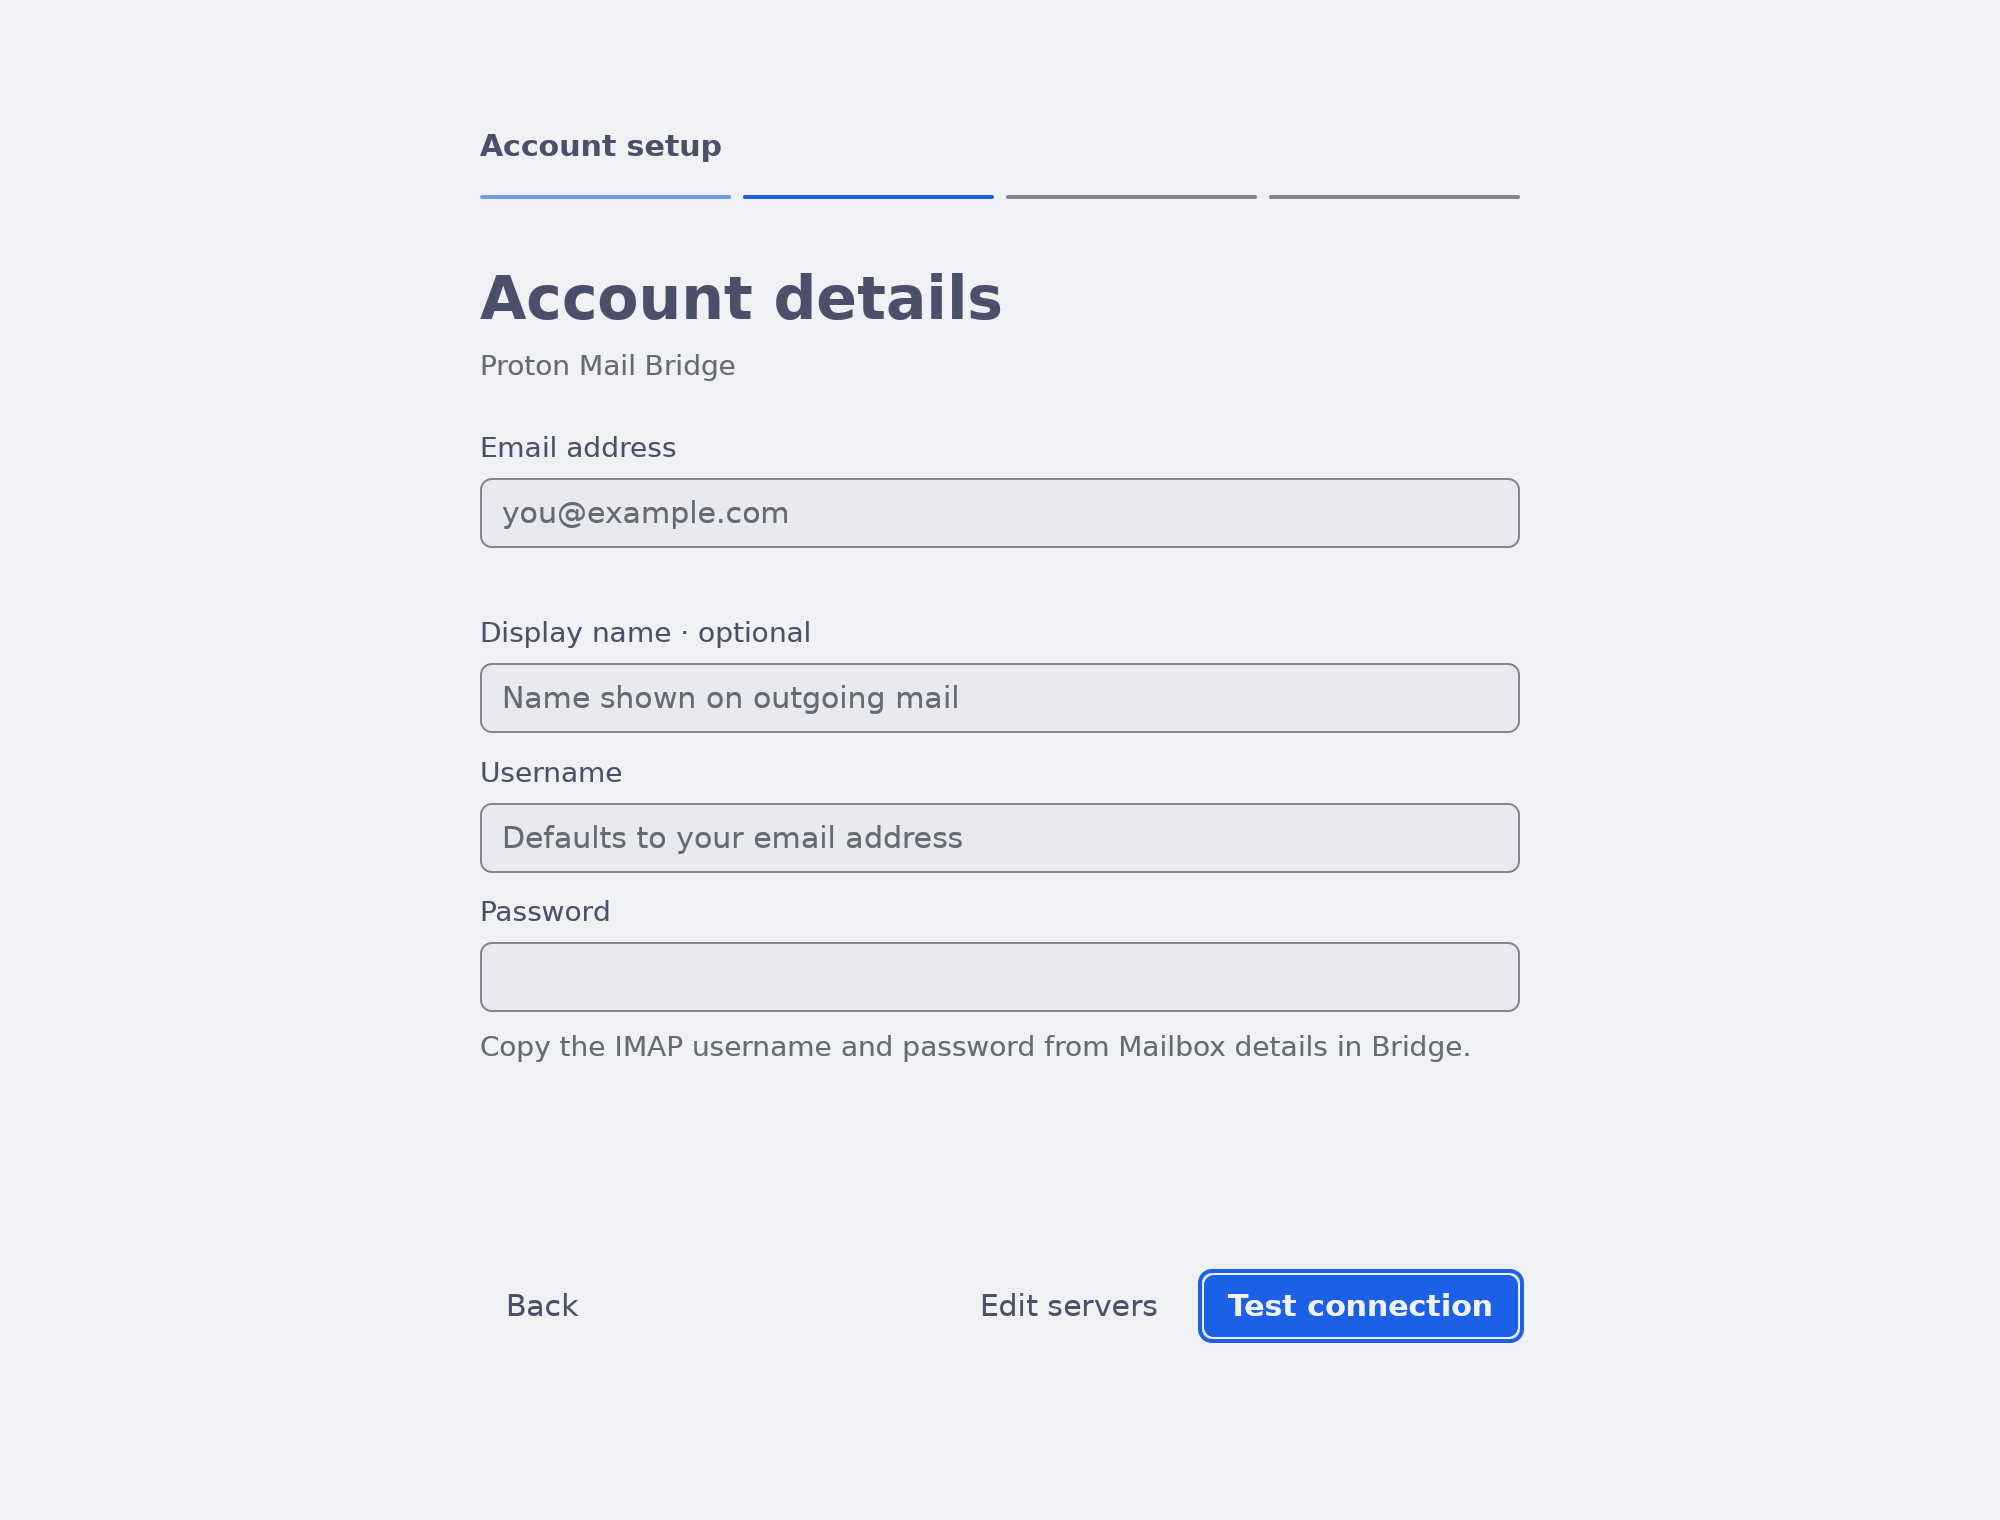 Account setup
Account details
Proton Mail Bridge
Email address
you@example.com
Display name · optional
Name shown on outgoing mail
Username
Defaults to your email address
Password
Copy the IMAP username and password from Mailbox details in Bridge.
Back Edit servers Test connection